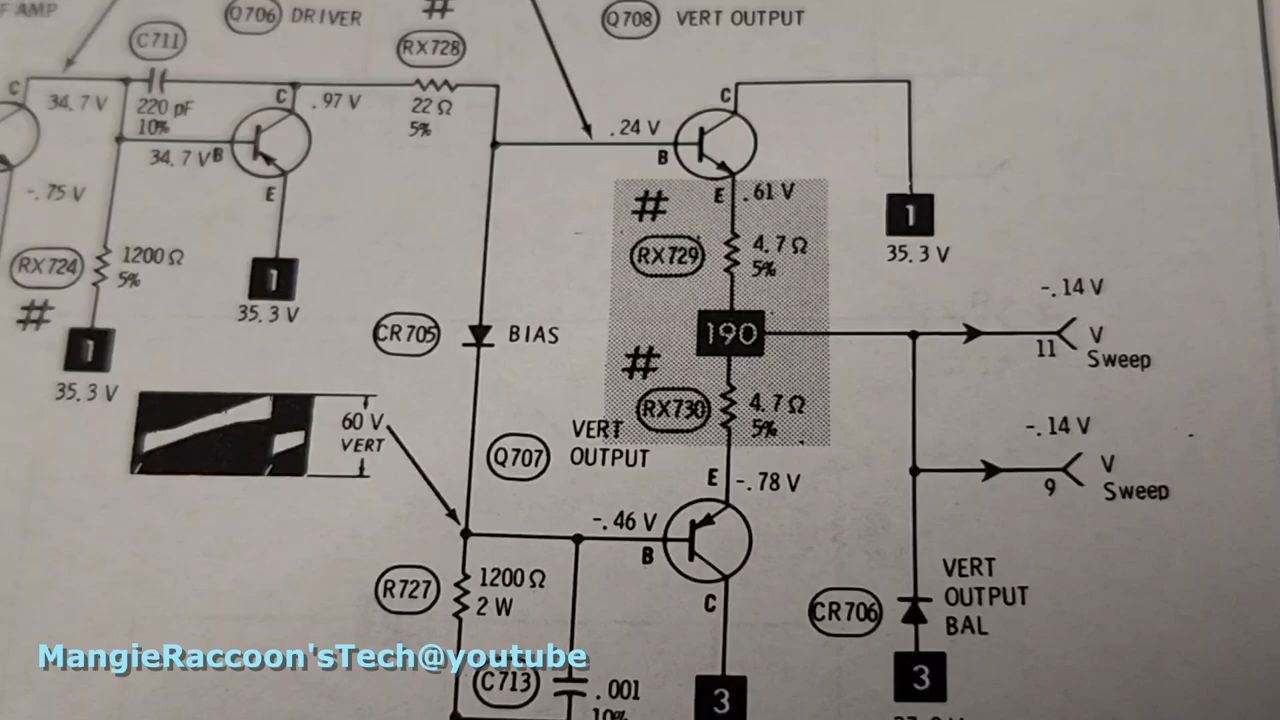 F AMP
Q706 DRIVER
#
Q708 VERT OUTPUT
C711
RX728
C
34.7 V
220 pF
10%
C
.97 V
22 Ω
5%
C
.24 V
34.7 V B
B
-.75 V
E
E .61 V
#
1
35.3 V
RX724
1200 Ω
5%
RX729
4.7 Ω
5%
#
1
35.3 V
-.14 V
CR705
BIAS
190
11
V
Sweep
1
35.3 V
#
RX730
4.7 Ω
5%
60 V
VERT
VERT
OUTPUT
Q707
-.14 V
9
V
Sweep
E
-.78 V
-.46 V
B
R727
1200 Ω
2 W
C
CR706
VERT
OUTPUT
BAL
MangieRaccoon'sTech@youtube
C713
.001
10%
3
3